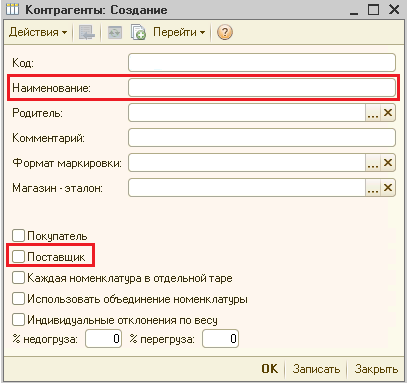 Контрагенты: Создание
Действия Перейти ?
Код:
Наименование:
Родитель: ... ×
Комментарий:
Формат маркировки: ... ×
Магазин - эталон: ... ×
Покупатель
Поставщик
Каждая номенклатура в отдельной таре
Использовать объединение номенклатуры
Индивидуальные отклонения по весу
% недогруза: 0 % перегруза: 0
ОК Записать Закрыть